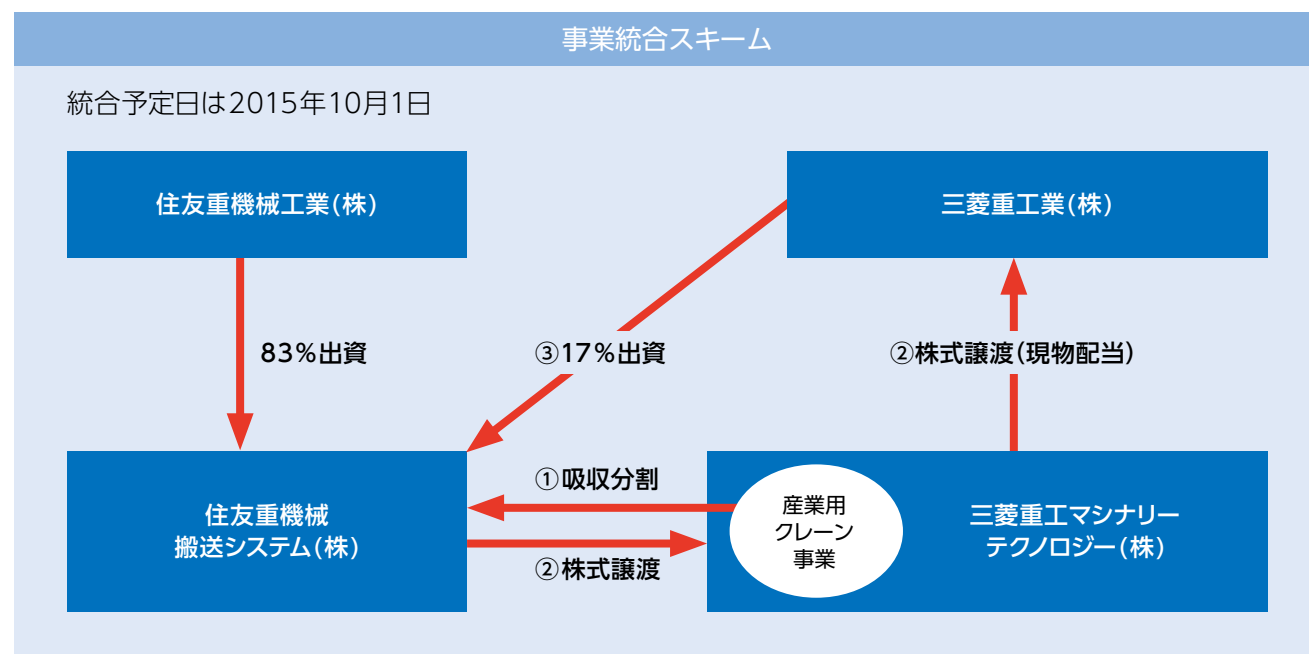 事業統合スキーム
統合予定日は2015年10月1日
住友重機械工業(株)
三菱重工業(株)
83%出資
③17%出資
②株式譲渡(現物配当)
①吸収分割
住友重機械
搬送システム(株)
産業用
クレーン
事業
三菱重工マシナリー
テクノロジー(株)
②株式譲渡